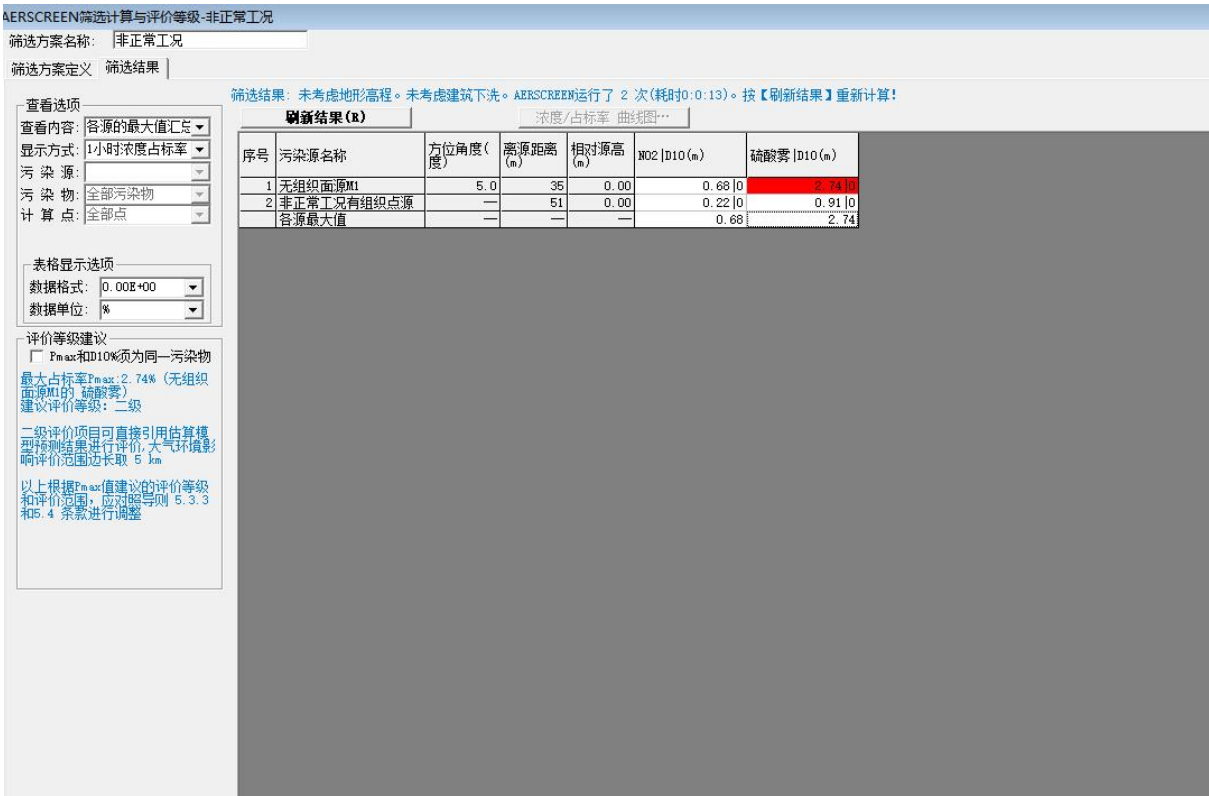 AERSCREEN筛选计算与评价等级-非正常工况
筛选方案名称: 非正常工况
筛选方案定义 筛选结果
筛选结果: 未考虑地形高程。未考虑建筑下洗。AERSCREEN运行了 2 次(耗时0:0:13)。按【刷新结果】重新计算!
查看选项
查看内容: 各源的最大值汇总
显示方式: 1小时浓度占标率
污 染 源:
污 染 物: 全部污染物
计 算 点: 全部点
表格显示选项
数据格式: 0.00E+00
数据单位: %
评价等级建议
Pmax和D10%须为同一污染物
最大占标率Pmax:2.74% (无组织
面源M1的 硫酸雾)
建议评价等级: 二级
二级评价项目可直接引用估算模
型预测结果进行评价,大气环境影
响评价范围边长取 5 km
以上根据Pmax值建议的评价等级
和评价范围, 应对照导则 5.3.3
和5.4 条款进行调整
刷新结果(R) 浓度/占标率 曲线图…
序号 污染源名称 方位角度(度) 离源距离(m) 相对源高(m) NO2|D10(m) 硫酸雾|D10(m)
1 无组织面源M1 5.0 35 0.00 0.68|0 2.74|0
2 非正常工况有组织点源 — 51 0.00 0.22|0 0.91|0
各源最大值 — — — 0.68 2.74